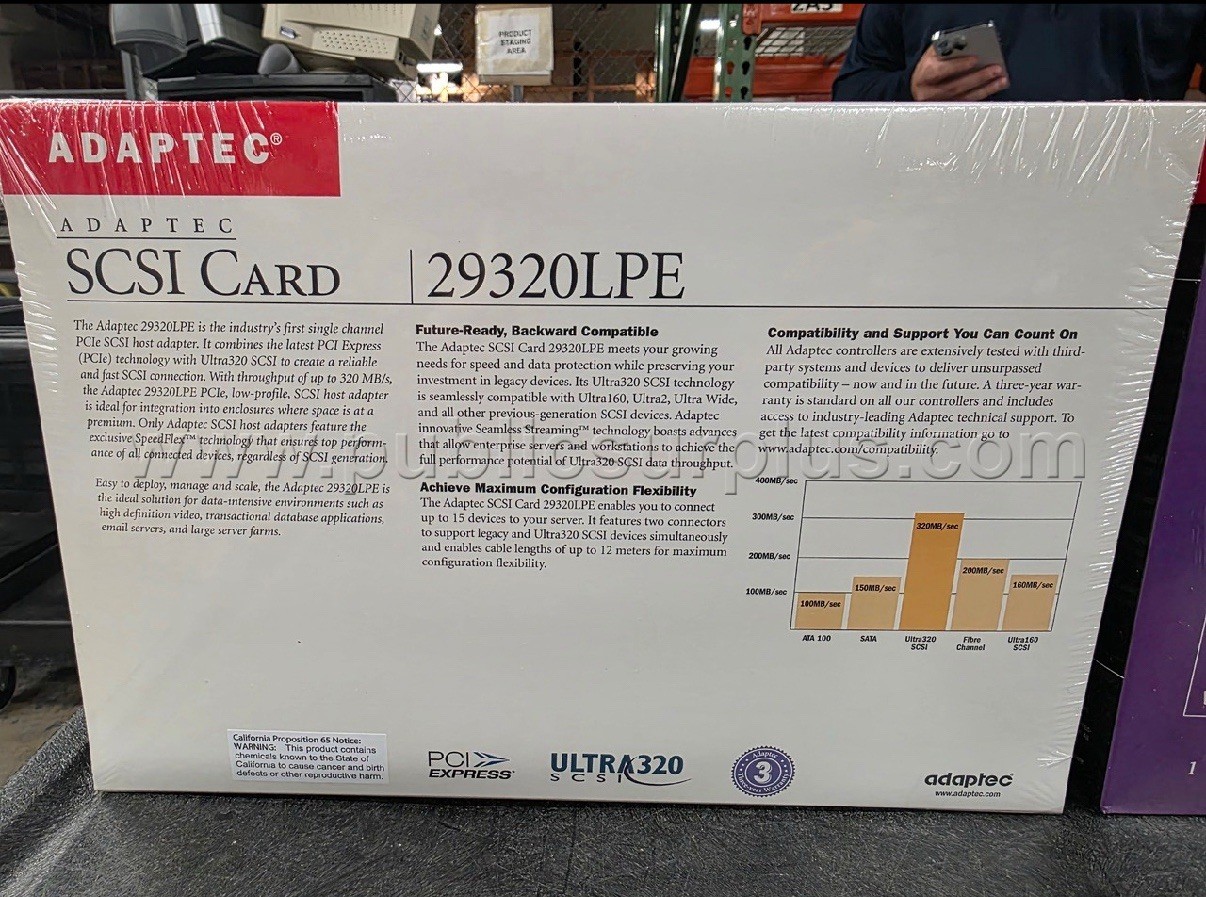 2A3
PRODUCT
STAGING
AREA
ADAPTEC®
ADAPTEC
SCSI CARD | 29320LPE
The Adaptec 29320LPE is the industry's first single channel
PCIe SCSI host adapter. It combines the latest PCI Express
(PCIe) technology with Ultra320 SCSI to create a reliable
and fast SCSI connection. With throughput of up to 320 MB/s,
the Adaptec 29320LPE PCIe, low-profile, SCSI host adapter
is ideal for integration into enclosures where space is at a
premium. Only Adaptec SCSI host adapters feature the
exclusive SpeedFlex™ technology that ensures top perform-
ance of all connected devices, regardless of SCSI generation.
Easy to deploy, manage and scale, the Adaptec 29320LPE is
the ideal solution for data-intensive environments such as
high definition video, transactional database applications,
email servers, and large server farms.
Future-Ready, Backward Compatible
The Adaptec SCSI Card 29320LPE meets your growing
needs for speed and data protection while preserving your
investment in legacy devices. Its Ultra320 SCSI technology
is seamlessly compatible with Ultra160, Ultra2, Ultra Wide,
and all other previous-generation SCSI devices. Adaptec
innovative Seamless Streaming™ technology boasts advances
that allow enterprise servers and workstations to achieve the
full performance potential of Ultra320 SCSI data throughput.
Achieve Maximum Configuration Flexibility
The Adaptec SCSI Card 29320LPE enables you to connect
up to 15 devices to your server. It features two connectors
to support legacy and Ultra320 SCSI devices simultaneously
and enables cable lengths of up to 12 meters for maximum
configuration flexibility.
Compatibility and Support You Can Count On
All Adaptec controllers are extensively tested with third-
party systems and devices to deliver unsurpassed
compatibility – now and in the future. A three-year war-
ranty is standard on all our controllers and includes
access to industry-leading Adaptec technical support. To
get the latest compatibility information go to
www.adaptec.com/compatibility.
www.publicsurplus.com
400MB/sec
300MB/sec
200MB/sec
100MB/sec
100MB/sec
150MB/sec
320MB/sec
200MB/sec
160MB/sec
ATA 100
SATA
Ultra320
SCSI
Fibre
Channel
Ultra160
SCSI
California Proposition 65 Notice:
WARNING: This product contains
chemicals known to the State of
California to cause cancer and birth
defects or other reproductive harm.
PCI
EXPRESS®
ULTRA320
SCSI
Adaptec
3
Year Warranty
adaptec
www.adaptec.com
1